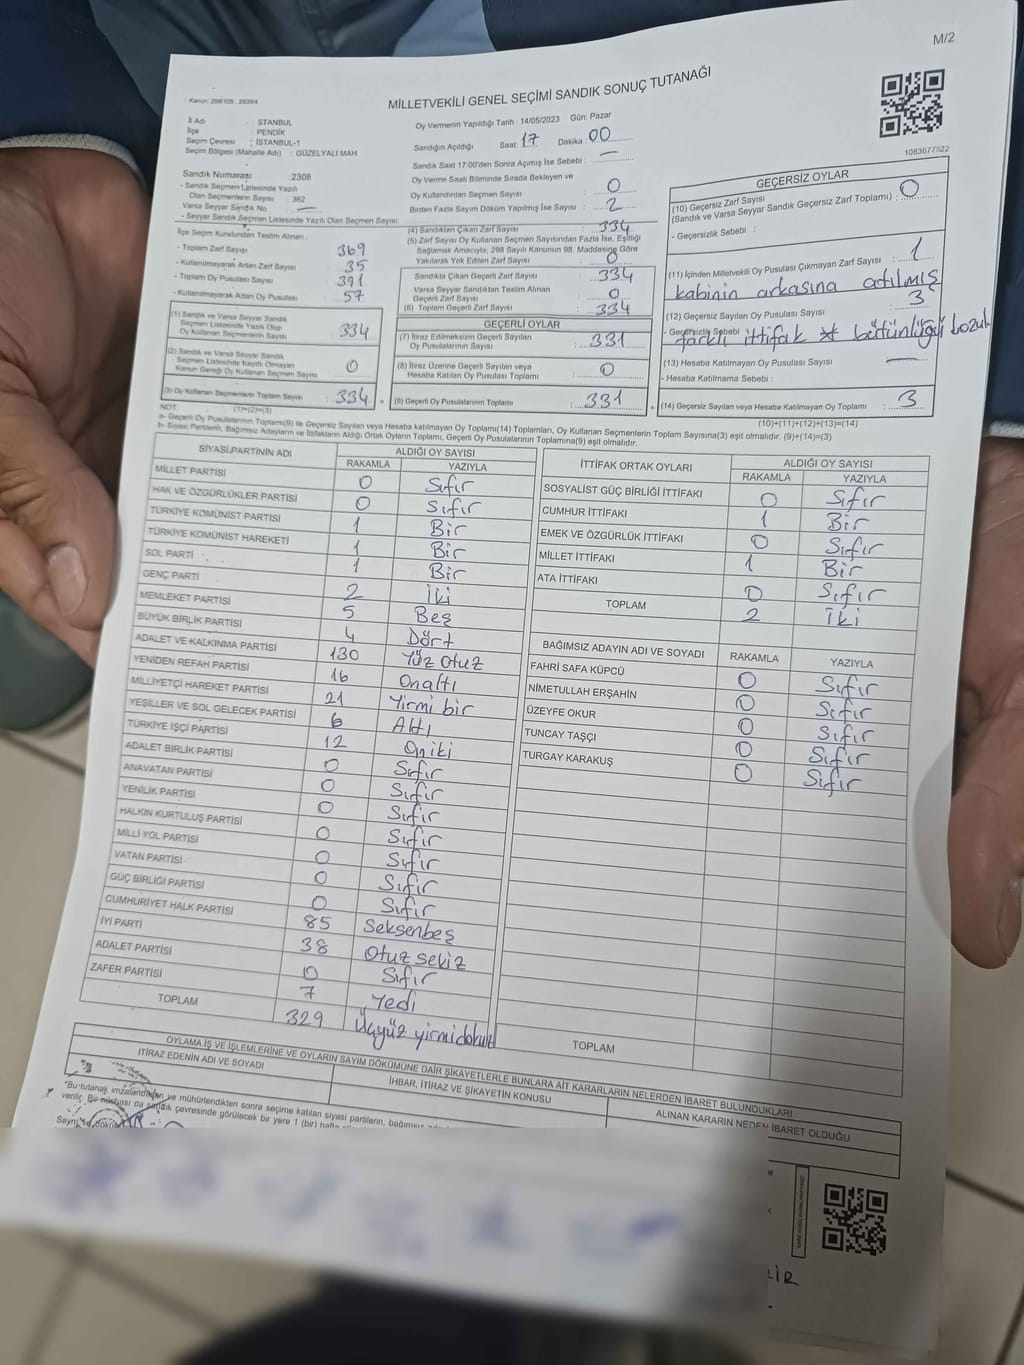 M/2
Kanun: 298/105 , 2839/4
MİLLETVEKİLİ GENEL SEÇİMİ SANDIK SONUÇ TUTANAĞI
İl Adı : İSTANBUL
İlçe : PENDİK
Seçim Çevresi : İSTANBUL-1
Seçim Bölgesi (Mahalle Adı) : GÜZELYALI MAH.
Sandık Numarası :2308
- Sandık Seçmen Listesinde Yazılı
Olan Seçmenlerin Sayısı : 362
Varsa Seyyar Sandık No : —
- Seyyar Sandık Seçmen Listesinde Yazılı Olan Seçmen Sayısı:
Oy Vermenin Yapıldığı Tarih : 14/05/2023 Gün: Pazar
Sandığın Açıldığı Saat: 17 Dakika : 00
Sandık Saat 17:00'den Sonra Açımış İse Sebebi : —
Oy Verme Saati Bitiminde Sırada Bekleyen ve
Oy Kullandırılan Seçmen Sayısı : 0
Birden Fazla Sayım Döküm Yapılmış İse Sayısı : 2
1083677522
İlçe Seçim Kurulundan Teslim Alınan :
- Toplam Zarf Sayısı : 369
- Kullanılmayarak Artan Zarf Sayısı : 35
- Toplam Oy Pusulası Sayısı : 391
- Kullanılmayarak Artan Oy Pusulası : 57
(1) Sandık ve Varsa Seyyar Sandık
Seçmen Listesinde Yazılı Olan
Oy Kullanan Seçmenlerin Sayısı : 334
(2) Sandık ve Varsa Seyyar Sandık
Seçmen Listesinde Kayıtlı Olmayan
Kanun Gereği Oy Kullanan Seçmen Sayısı : 0
(3) Oy Kullanan Seçmenlerin Toplam Sayısı : 334
(4) Sandıktan Çıkan Zarf Sayısı : 334
(5) Zarf Sayısı Oy Kullanan Seçmen Sayısından Fazla İse, Eşitliği
Sağlamak Amacıyla; 298 Sayılı Kanunun 98. Maddesine Göre
Yakılarak Yok Edilen Zarf Sayısı : 0
Sandıkta Çıkan Geçerli Zarf Sayısı : 334
Varsa Seyyar Sandıktan Teslim Alınan
Geçerli Zarf Sayısı : 0
(6) Toplam Geçerli Zarf Sayısı : 334
GEÇERLİ OYLAR
(7) İtiraz Edilmeksizin Geçerli Sayılan
Oy Pusulalarının Sayısı : 331
(8) İtiraz Üzerine Geçerli Sayılan veya
Hesaba Katılan Oy Pusulası Toplamı : 0
(9) Geçerli Oy Pusulalarının Toplamı : 331
GEÇERSİZ OYLAR
(10) Geçersiz Zarf Sayısı
(Sandık ve Varsa Seyyar Sandık Geçersiz Zarf Toplamı) : 0
- Geçersizlik Sebebi :
(11) İçinden Milletvekili Oy Pusulası Çıkmayan Zarf Sayısı : 1
kabinin arkasına atılmış
(12) Geçersiz Sayılan Oy Pusulası Sayısı : 3
- Geçersizlik Sebebi : farklı ittifak bütünlüğü bozul
(13) Hesaba Katılmayan Oy Pusulası Sayısı : —
- Hesaba Katılmama Sebebi :
(14) Geçersiz Sayılan veya Hesaba Katılmayan Oy Toplamı : 3
NOT: (1)+(2)=(3) (10)+(11)+(12)+(13)=(14)
a- Geçerli Oy Pusulalarının Toplamı(9) ile Geçersiz Sayılan veya Hesaba katılmayan Oy Toplamı(14) Toplamları, Oy Kullanan Seçmenlerin Toplam Sayısına(3) eşit olmalıdır. (9)+(14)=(3)
b- Siyasi Partilerin, Bağımsız Adayların ve İttifakların Aldığı Ortak Oyların Toplamı, Geçerli Oy Pusulalarının Toplamına(9) eşit olmalıdır.
SİYASİ PARTİNİN ADI ALDIĞI OY SAYISI
RAKAMLA YAZIYLA
MİLLET PARTİSİ 0 Sıfır
HAK VE ÖZGÜRLÜKLER PARTİSİ 0 Sıfır
TÜRKİYE KOMÜNİST PARTİSİ 1 Bir
TÜRKİYE KOMÜNİST HAREKETİ 1 Bir
SOL PARTİ 1 Bir
GENÇ PARTİ 2 İki
MEMLEKET PARTİSİ 5 Beş
BÜYÜK BİRLİK PARTİSİ 4 Dört
ADALET VE KALKINMA PARTİSİ 130 Yüz Otuz
YENİDEN REFAH PARTİSİ 16 Onaltı
MİLLİYETÇİ HAREKET PARTİSİ 21 Yirmi bir
YEŞİLLER VE SOL GELECEK PARTİSİ 6 Altı
TÜRKİYE İŞÇİ PARTİSİ 12 Oniki
ADALET BİRLİK PARTİSİ 0 Sıfır
ANAVATAN PARTİSİ 0 Sıfır
YENİLİK PARTİSİ 0 Sıfır
HALKIN KURTULUŞ PARTİSİ 0 Sıfır
MİLLİ YOL PARTİSİ 0 Sıfır
VATAN PARTİSİ 0 Sıfır
GÜÇ BİRLİĞİ PARTİSİ 0 Sıfır
CUMHURİYET HALK PARTİSİ 85 Seksenbeş
İYİ PARTİ 38 Otuz sekiz
ADALET PARTİSİ 0 Sıfır
ZAFER PARTİSİ 7 Yedi
TOPLAM 329 Üçyüz yirmidokuz
İTTİFAK ORTAK OYLARI ALDIĞI OY SAYISI
RAKAMLA YAZIYLA
SOSYALİST GÜÇ BİRLİĞİ İTTİFAKI 0 Sıfır
CUMHUR İTTİFAKI 1 Bir
EMEK VE ÖZGÜRLÜK İTTİFAKI 0 Sıfır
MİLLET İTTİFAKI 1 Bir
ATA İTTİFAKI 0 Sıfır
TOPLAM 2 İki
BAĞIMSIZ ADAYIN ADI VE SOYADI RAKAMLA YAZIYLA
FAHRİ SAFA KÜPCÜ 0 Sıfır
NİMETULLAH ERŞAHİN 0 Sıfır
ÜZEYFE OKUR 0 Sıfır
TUNCAY TAŞÇI 0 Sıfır
TURGAY KARAKUŞ 0 Sıfır
TOPLAM
OYLAMA İŞ VE İŞLEMLERİNE VE OYLARIN SAYIM DÖKÜMÜNE DAİR ŞİKAYETLERLE BUNLARA AİT KARARLARIN NELERDEN İBARET BULUNDUKLARI
İTİRAZ EDENİN ADI VE SOYADI
İHBAR, İTİRAZ VE ŞİKAYETİN KONUSU
ALINAN KARARIN NEDEN İBARET OLDUĞU
"Bu tutanak imzalandıktan ve mühürlendikten sonra seçime katılan siyasi partilerin, bağımsız
verilir. Bir nüshası da sandık çevresinde görülecek bir yere 1 (bir) hafta